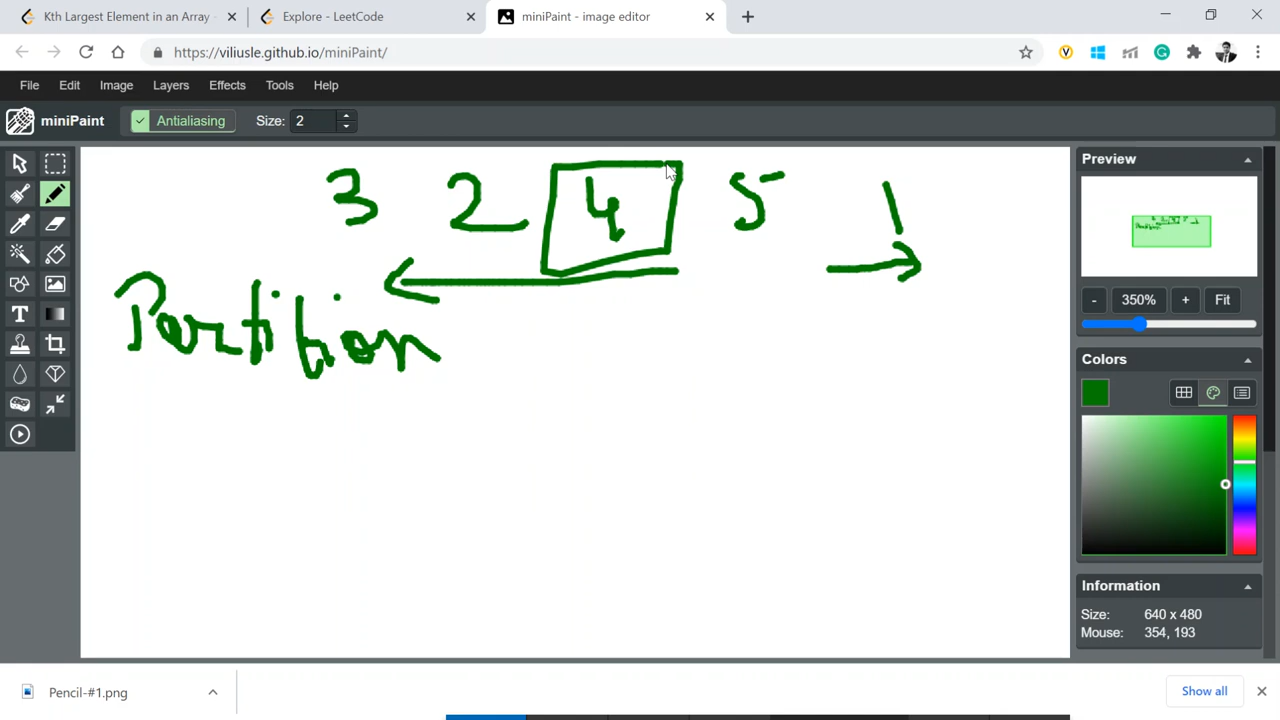 Kth Largest Element in an Array
Explore - LeetCode
miniPaint - image editor
https://viliusle.github.io/miniPaint/
File Edit Image Layers Effects Tools Help
miniPaint
Antialiasing
Size: 2
3 2 4 5 1
Partition
Preview
- 350% + Fit
Colors
Information
Size: 640 x 480
Mouse: 354, 193
Pencil-#1.png
Show all